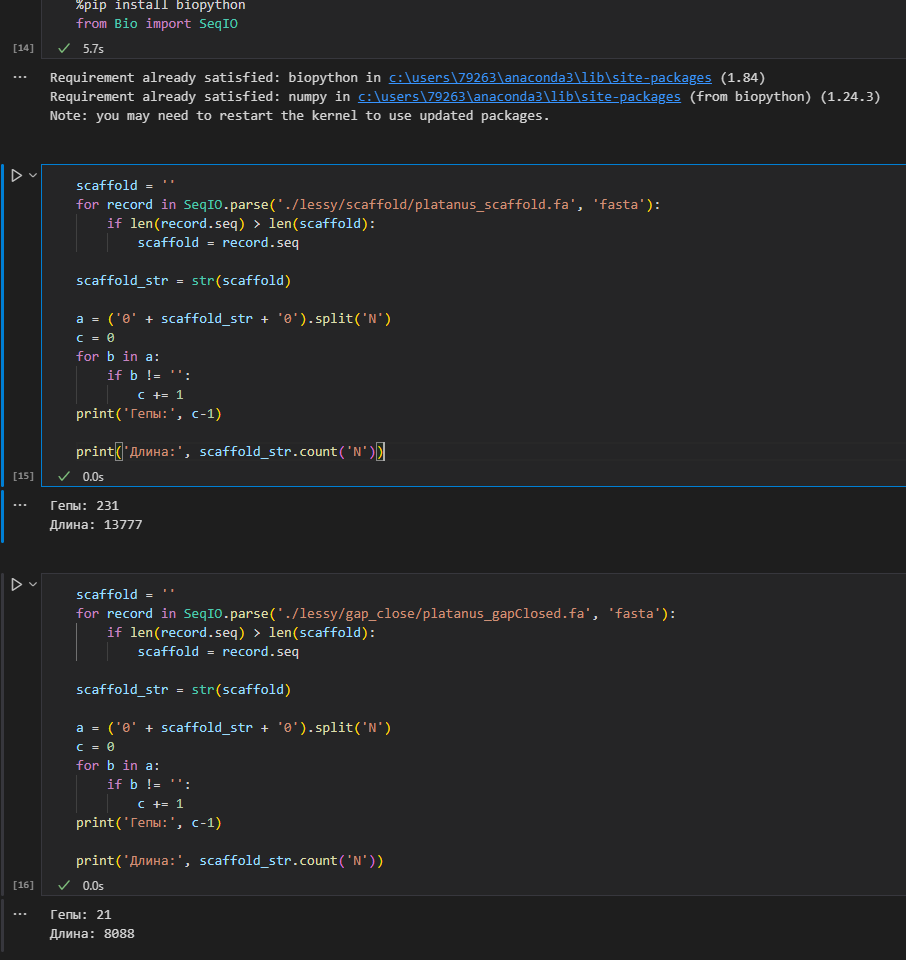 %pip install biopython
from Bio import SeqIO
[14] 5.7s
Requirement already satisfied: biopython in c:\users\79263\anaconda3\lib\site-packages (1.84)
Requirement already satisfied: numpy in c:\users\79263\anaconda3\lib\site-packages (from biopython) (1.24.3)
Note: you may need to restart the kernel to use updated packages.
scaffold = ''
for record in SeqIO.parse('./lessy/scaffold/platanus_scaffold.fa', 'fasta'):
    if len(record.seq) > len(scaffold):
        scaffold = record.seq
scaffold_str = str(scaffold)
a = ('0' + scaffold_str + '0').split('N')
c = 0
for b in a:
    if b != '':
        c += 1
print('Гепы:', c-1)
print('Длина:', scaffold_str.count('N'))
[15] 0.0s
Гепы: 231
Длина: 13777
scaffold = ''
for record in SeqIO.parse('./lessy/gap_close/platanus_gapClosed.fa', 'fasta'):
    if len(record.seq) > len(scaffold):
        scaffold = record.seq
scaffold_str = str(scaffold)
a = ('0' + scaffold_str + '0').split('N')
c = 0
for b in a:
    if b != '':
        c += 1
print('Гепы:', c-1)
print('Длина:', scaffold_str.count('N'))
[16] 0.0s
Гепы: 21
Длина: 8088